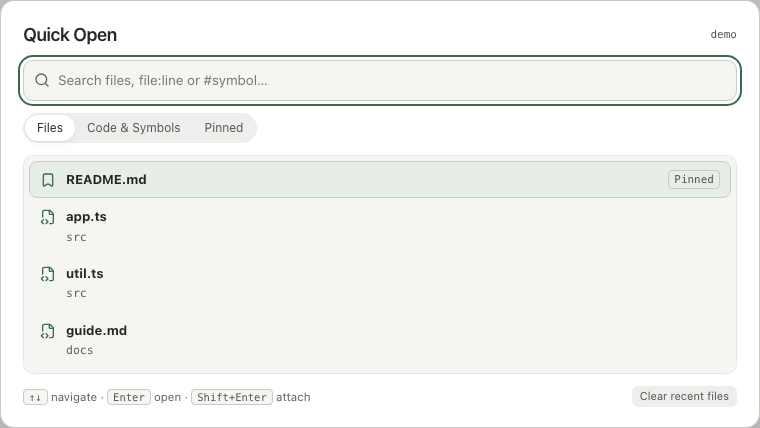 Quick Open
demo
Search files, file:line or #symbol...
Files Code & Symbols Pinned
README.md Pinned
app.ts
src
util.ts
src
guide.md
docs
↑↓ navigate · Enter open · Shift+Enter attach Clear recent files